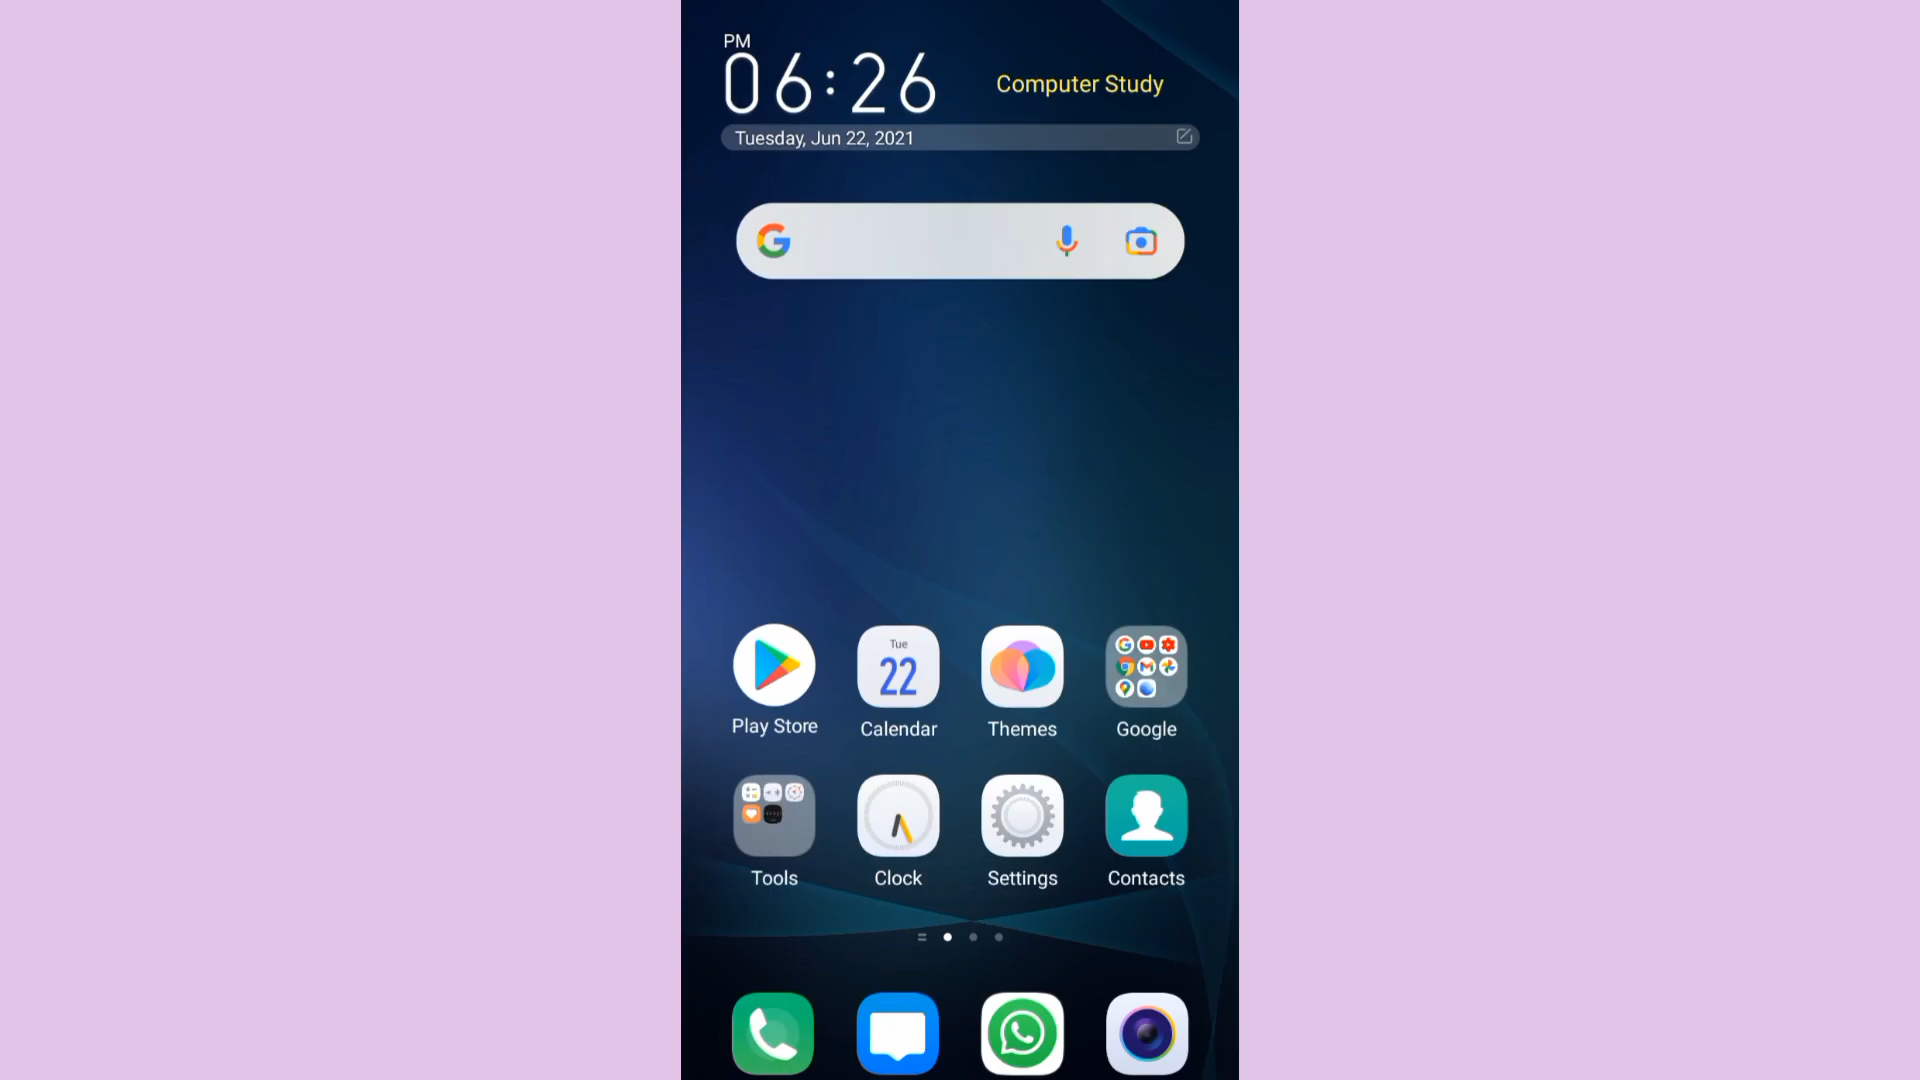 PM
06:26
Computer Study
Tuesday, Jun 22, 2021
Tue
22
Play Store
Calendar
Themes
Google
Tools
Clock
Settings
Contacts